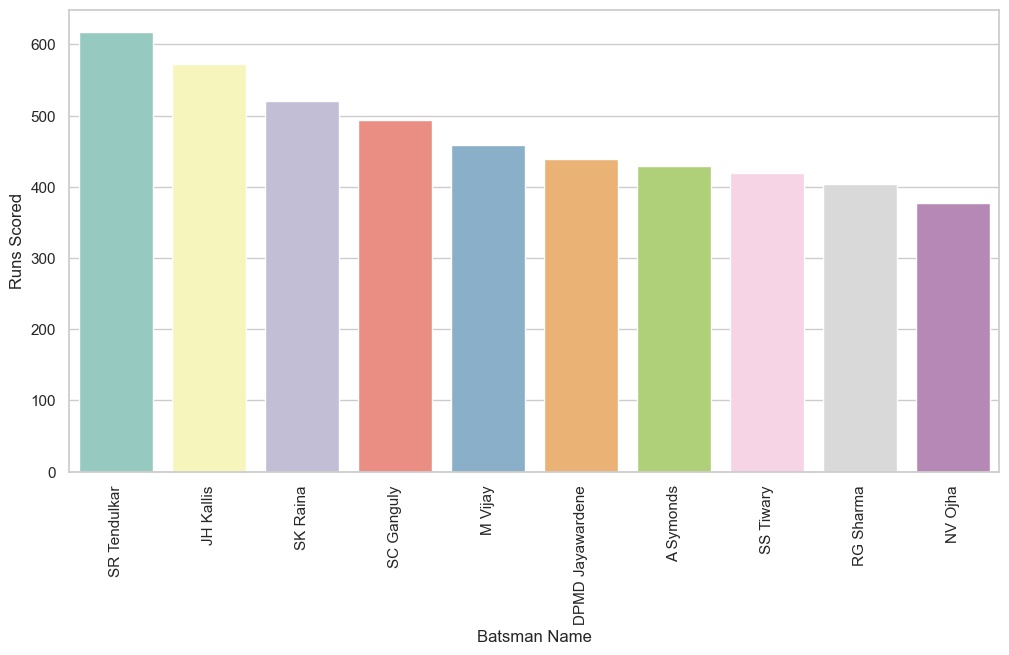 600
500
400
300
200
100
0
Runs Scored
SR Tendulkar
JH Kallis
SK Raina
SC Ganguly
M Vijay
DPMD Jayawardene
A Symonds
SS Tiwary
RG Sharma
NV Ojha
Batsman Name